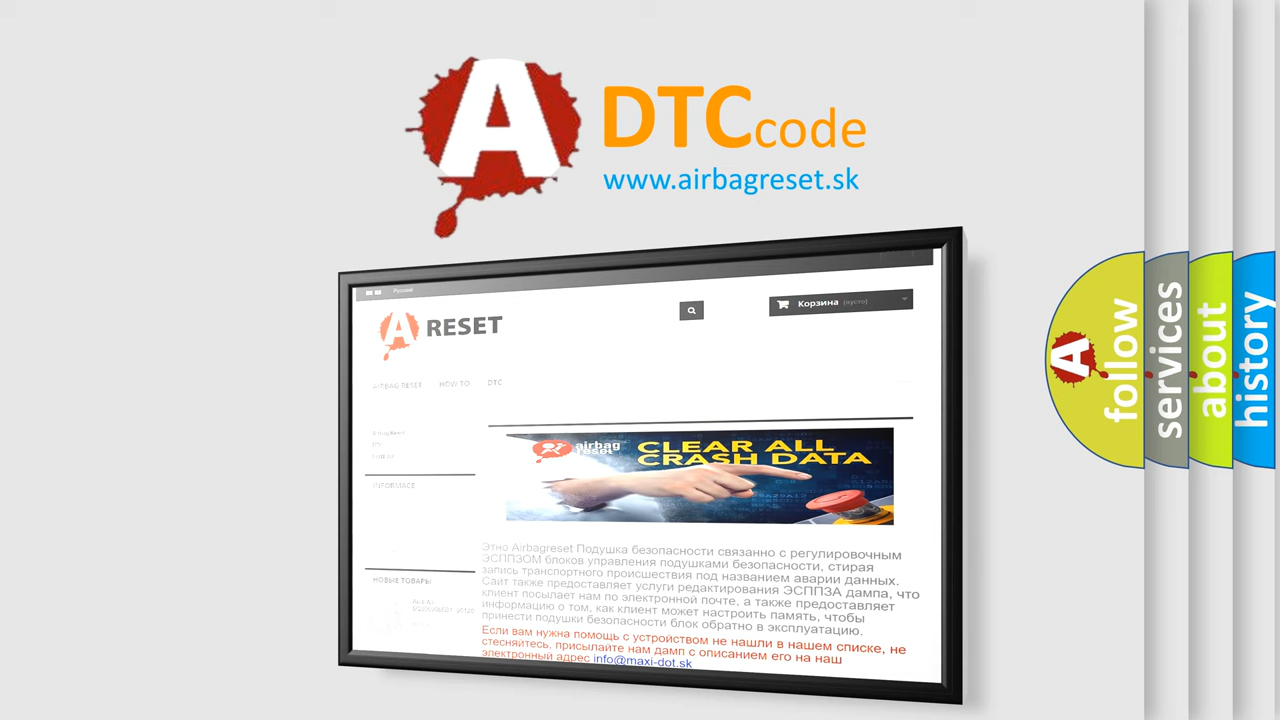 A
DTCcode
www.airbagreset.sk
Русский
A RESET
Корзина (пусто)
AIRBAG RESET HOW TO DTC
INFORMACE
airbag
reset
CLEAR ALL
CRASH DATA
Этно Airbagreset Подушка безопасности связанно с регулировочным
ЭСППЗОМ блоков управления подушками безопасности, стирая
запись транспортного происшествия под названием аварии данных.
Сайт также предоставляет услуги редактирования ЭСППЗА дампа, что
клиент посылает нам по электронной почте, а также предоставляет
информацию о том, как клиент может настроить память, чтобы
принести подушки безопасности блок обратно в эксплуатацию.
Если вам нужна помощь с устройством не нашли в нашем списке, не
стесняйтесь, присылайте нам дамп с описанием его на наш
электронный адрес info@maxi-dot.sk
НОВЫЕ ТОВАРЫ
A
follow
services
about
history